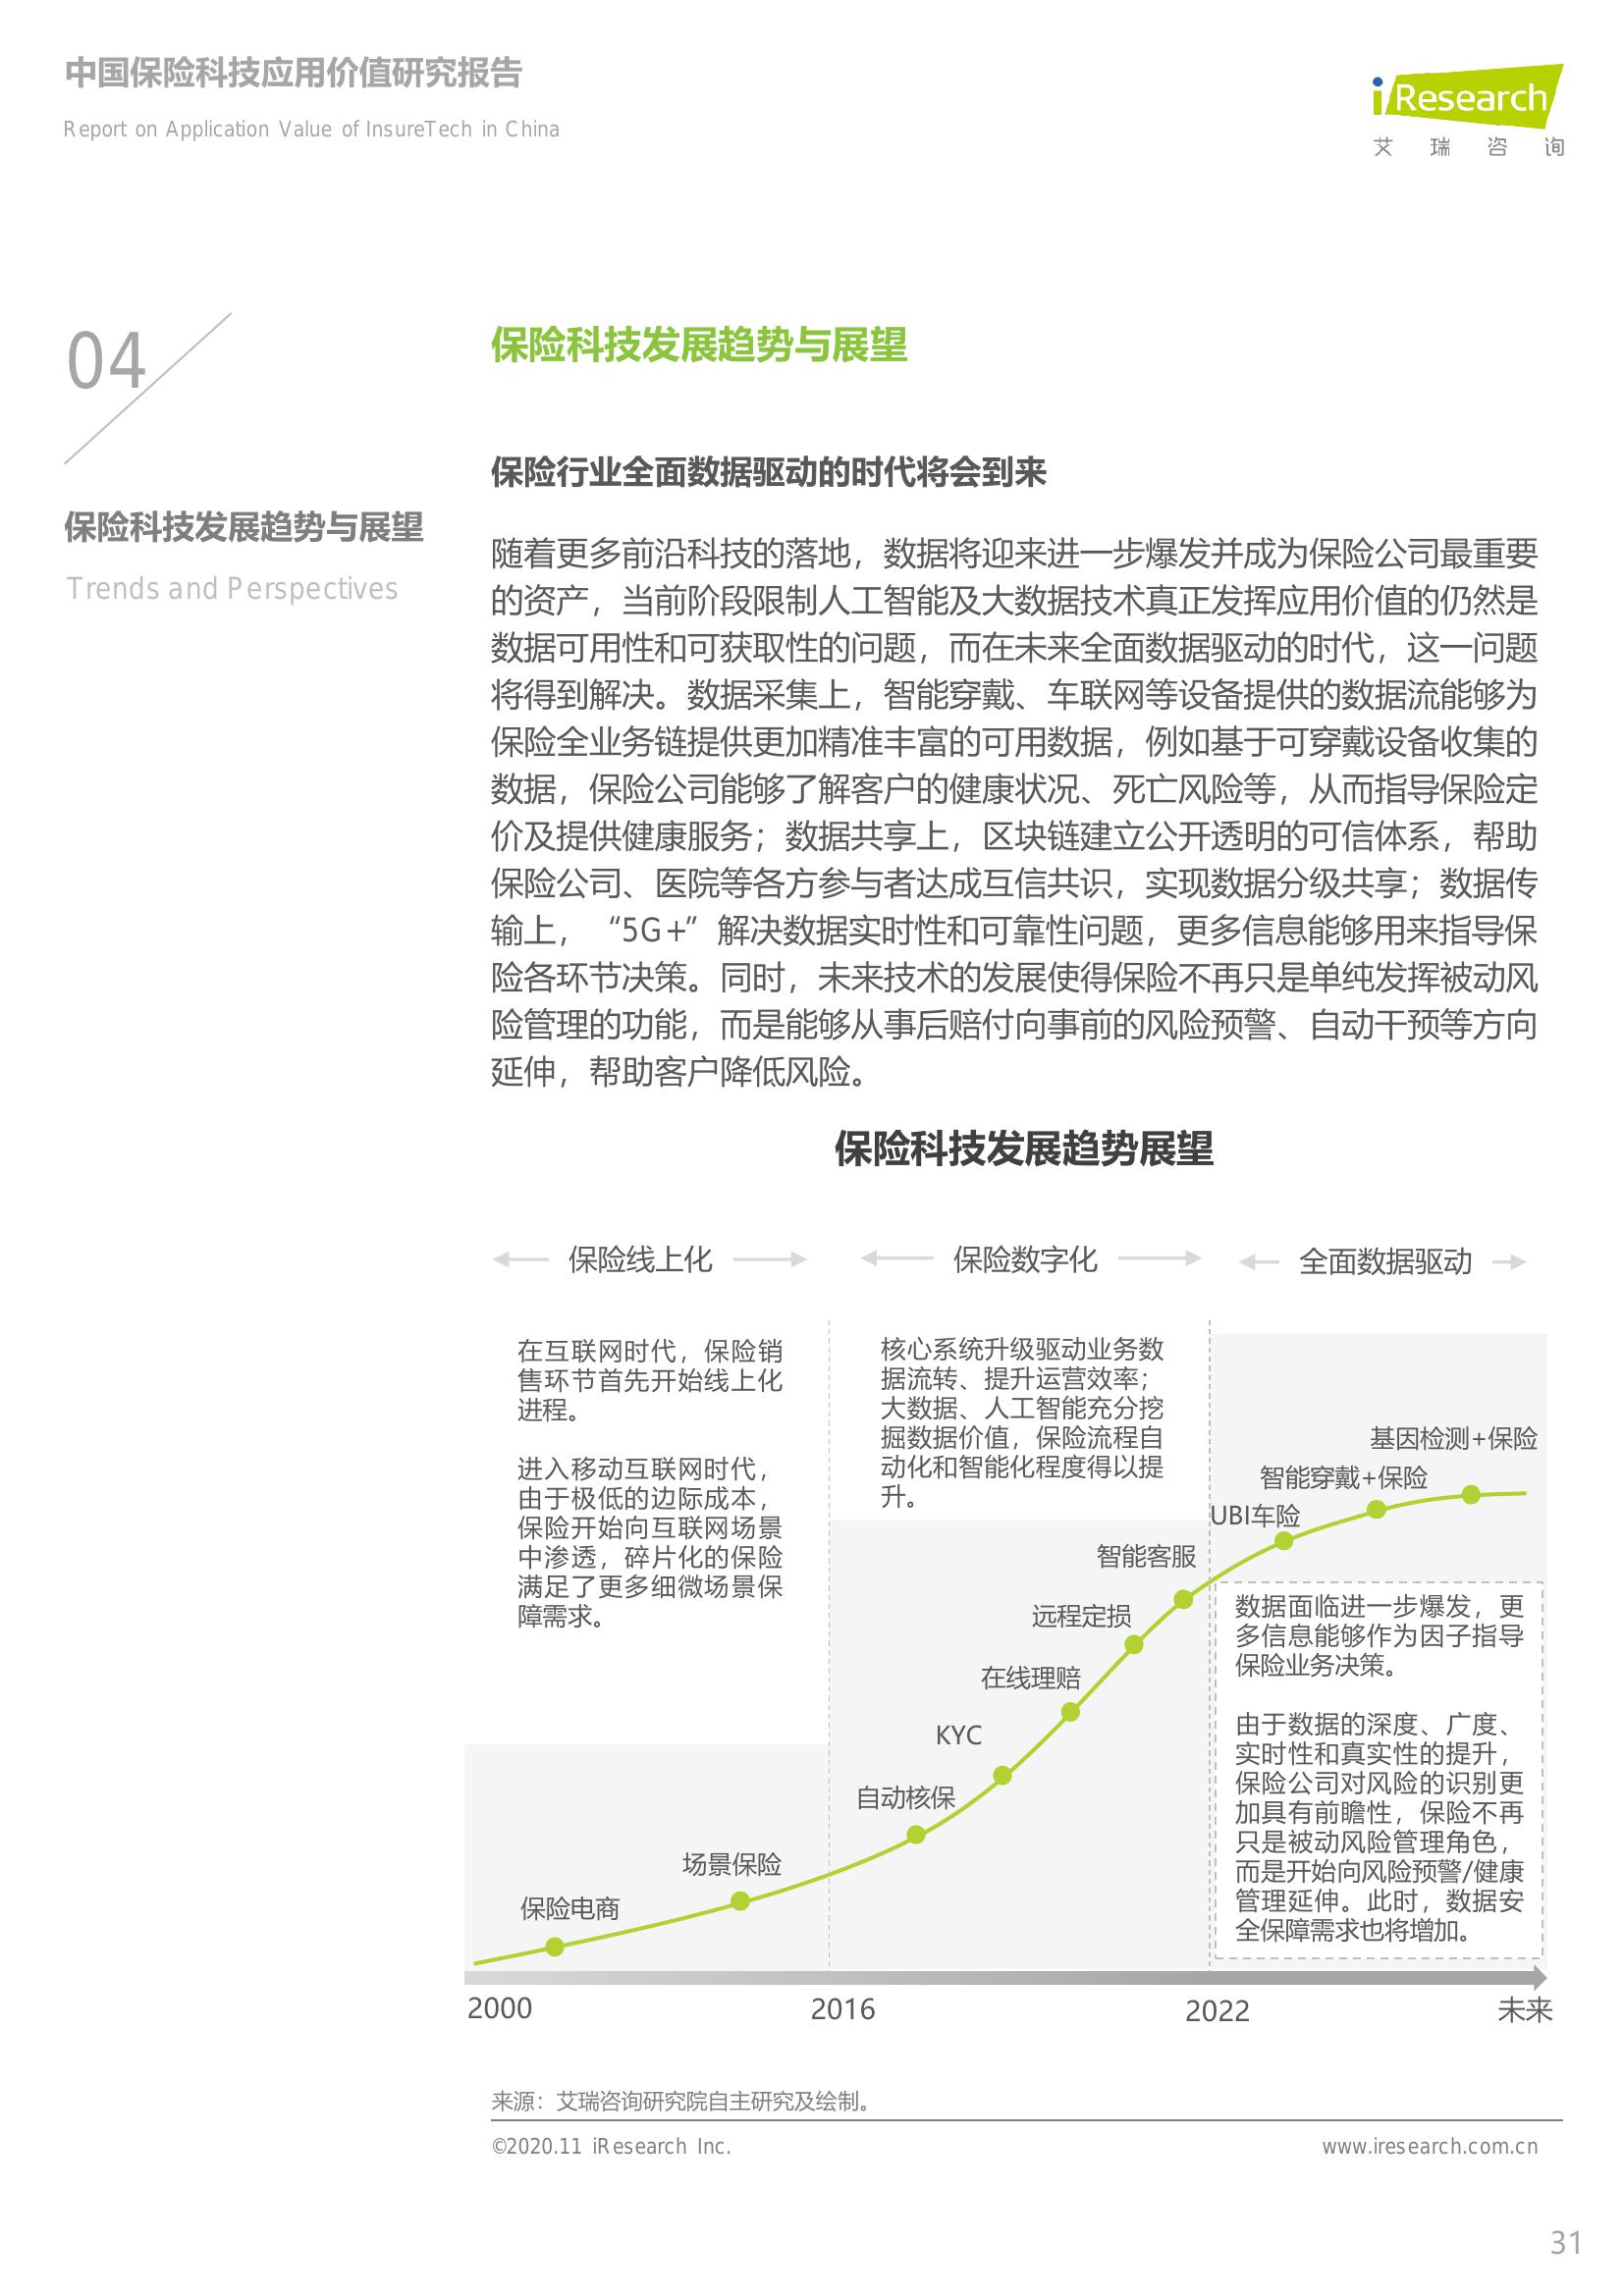 中国保险科技应用价值研究报告
Report on Application Value of InsureTech in China
iResearch
艾瑞咨询
04
保险科技发展趋势与展望
Trends and Perspectives
保险科技发展趋势与展望
保险行业全面数据驱动的时代将会到来
随着更多前沿科技的落地，数据将迎来进一步爆发并成为保险公司最重要
的资产，当前阶段限制人工智能及大数据技术真正发挥应用价值的仍然是
数据可用性和可获取性的问题，而在未来全面数据驱动的时代，这一问题
将得到解决。数据采集上，智能穿戴、车联网等设备提供的数据流能够为
保险全业务链提供更加精准丰富的可用数据，例如基于可穿戴设备收集的
数据，保险公司能够了解客户的健康状况、死亡风险等，从而指导保险定
价及提供健康服务；数据共享上，区块链建立公开透明的可信体系，帮助
保险公司、医院等各方参与者达成互信共识，实现数据分级共享；数据传
输上，“5G+”解决数据实时性和可靠性问题，更多信息能够用来指导保
险各环节决策。同时，未来技术的发展使得保险不再只是单纯发挥被动风
险管理的功能，而是能够从事后赔付向事前的风险预警、自动干预等方向
延伸，帮助客户降低风险。
保险科技发展趋势展望
保险线上化
保险数字化
全面数据驱动
在互联网时代，保险销
售环节首先开始线上化
进程。
进入移动互联网时代，
由于极低的边际成本，
保险开始向互联网场景
中渗透，碎片化的保险
满足了更多细微场景保
障需求。
核心系统升级驱动业务数
据流转、提升运营效率；
大数据、人工智能充分挖
掘数据价值，保险流程自
动化和智能化程度得以提
升。
基因检测+保险
智能穿戴+保险
UBI车险
智能客服
远程定损
在线理赔
KYC
自动核保
场景保险
保险电商
数据面临进一步爆发，更
多信息能够作为因子指导
保险业务决策。
由于数据的深度、广度、
实时性和真实性的提升，
保险公司对风险的识别更
加具有前瞻性，保险不再
只是被动风险管理角色，
而是开始向风险预警/健康
管理延伸。此时，数据安
全保障需求也将增加。
2000
2016
2022
未来
来源：艾瑞咨询研究院自主研究及绘制。
©2020.11 iResearch Inc.
www.iresearch.com.cn
31